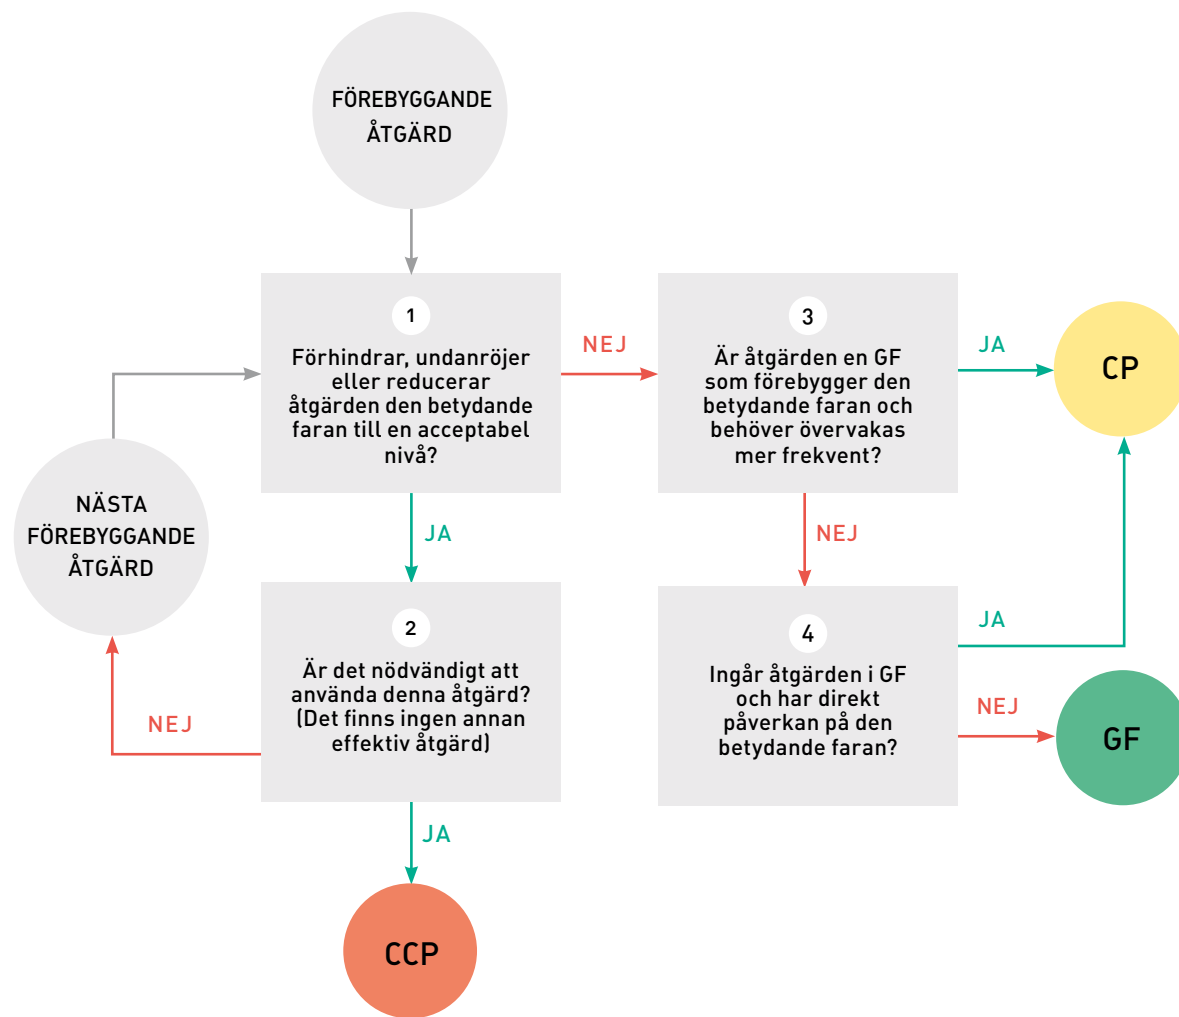 FÖREBYGGANDE
ÅTGÄRD
1
Förhindrar, undanröjer
eller reducerar
åtgärden den betydande
faran till en acceptabel
nivå?
NEJ
3
Är åtgärden en GF
som förebygger den
betydande faran och
behöver övervakas
mer frekvent?
JA
CP
NÄSTA
FÖREBYGGANDE
ÅTGÄRD
JA
NEJ
2
Är det nödvändigt att
använda denna åtgärd?
(Det finns ingen annan
effektiv åtgärd)
NEJ
4
Ingår åtgärden i GF
och har direkt
påverkan på den
betydande faran?
JA
NEJ
GF
JA
CCP